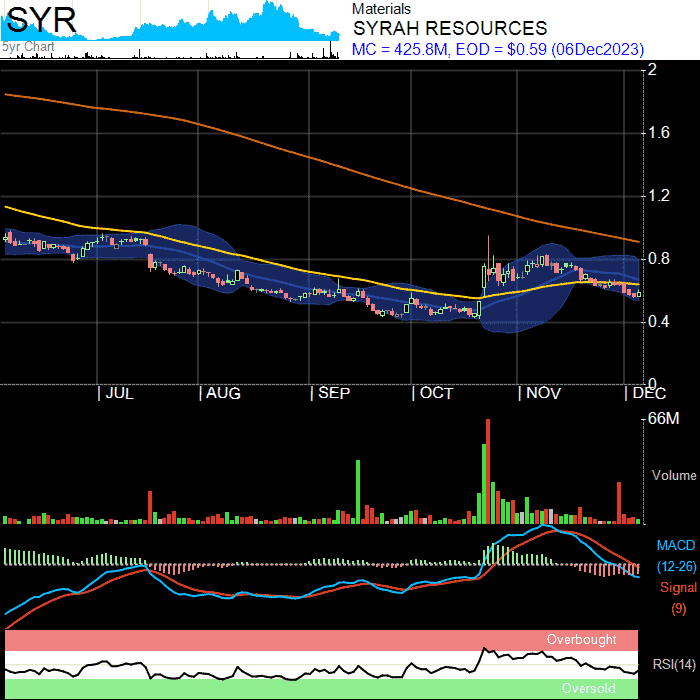 SYR
5yr Chart
Materials
SYRAH RESOURCES
MC = 425.8M, EOD = $0.59 (06Dec2023)
2
1.6
1.2
0.8
0.4
0
| JUL | AUG | SEP | OCT | NOV | DEC
66M
Volume
MACD
(12-26)
Signal
(9)
Overbought
RSI(14)
Oversold